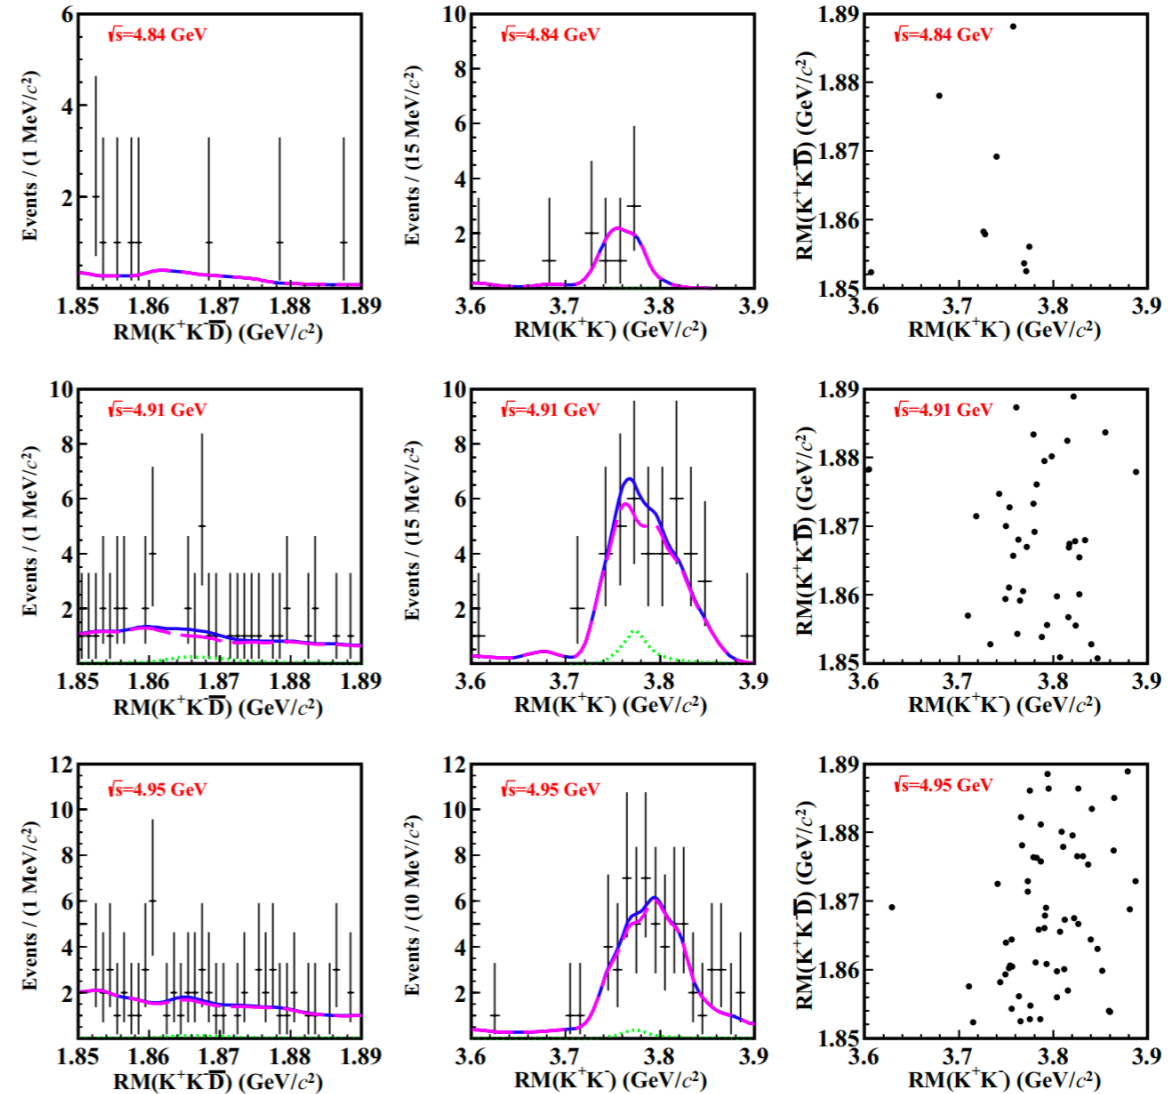 6
4
2
1.85 1.86 1.87 1.88 1.89
Events / (1 MeV/c²)
√s=4.84 GeV
RM(K⁺K⁻D̅) (GeV/c²)
10
8
6
4
2
3.6 3.7 3.8 3.9
Events / (15 MeV/c²)
√s=4.84 GeV
RM(K⁺K⁻) (GeV/c²)
1.89
1.88
1.87
1.86
1.85
3.6 3.7 3.8 3.9
RM(K⁺K⁻D̅) (GeV/c²)
√s=4.84 GeV
RM(K⁺K⁻) (GeV/c²)
10
8
6
4
2
1.85 1.86 1.87 1.88 1.89
Events / (1 MeV/c²)
√s=4.91 GeV
RM(K⁺K⁻D̅) (GeV/c²)
10
8
6
4
2
3.6 3.7 3.8 3.9
Events / (15 MeV/c²)
√s=4.91 GeV
RM(K⁺K⁻) (GeV/c²)
1.89
1.88
1.87
1.86
1.85
3.6 3.7 3.8 3.9
RM(K⁺K⁻D̅) (GeV/c²)
√s=4.91 GeV
RM(K⁺K⁻) (GeV/c²)
12
10
8
6
4
2
1.85 1.86 1.87 1.88 1.89
Events / (1 MeV/c²)
√s=4.95 GeV
RM(K⁺K⁻D̅) (GeV/c²)
12
10
8
6
4
2
3.6 3.7 3.8 3.9
Events / (10 MeV/c²)
√s=4.95 GeV
RM(K⁺K⁻) (GeV/c²)
1.89
1.88
1.87
1.86
1.85
3.6 3.7 3.8 3.9
RM(K⁺K⁻D̅) (GeV/c²)
√s=4.95 GeV
RM(K⁺K⁻) (GeV/c²)